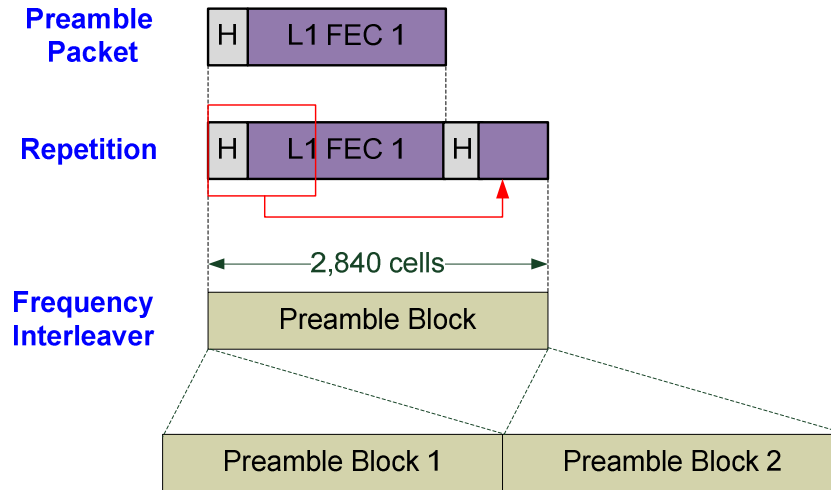 Preamble
Packet
H
L1 FEC 1
Repetition
H
L1 FEC 1
H
2,840 cells
Frequency
Interleaver
Preamble Block
Preamble Block 1
Preamble Block 2